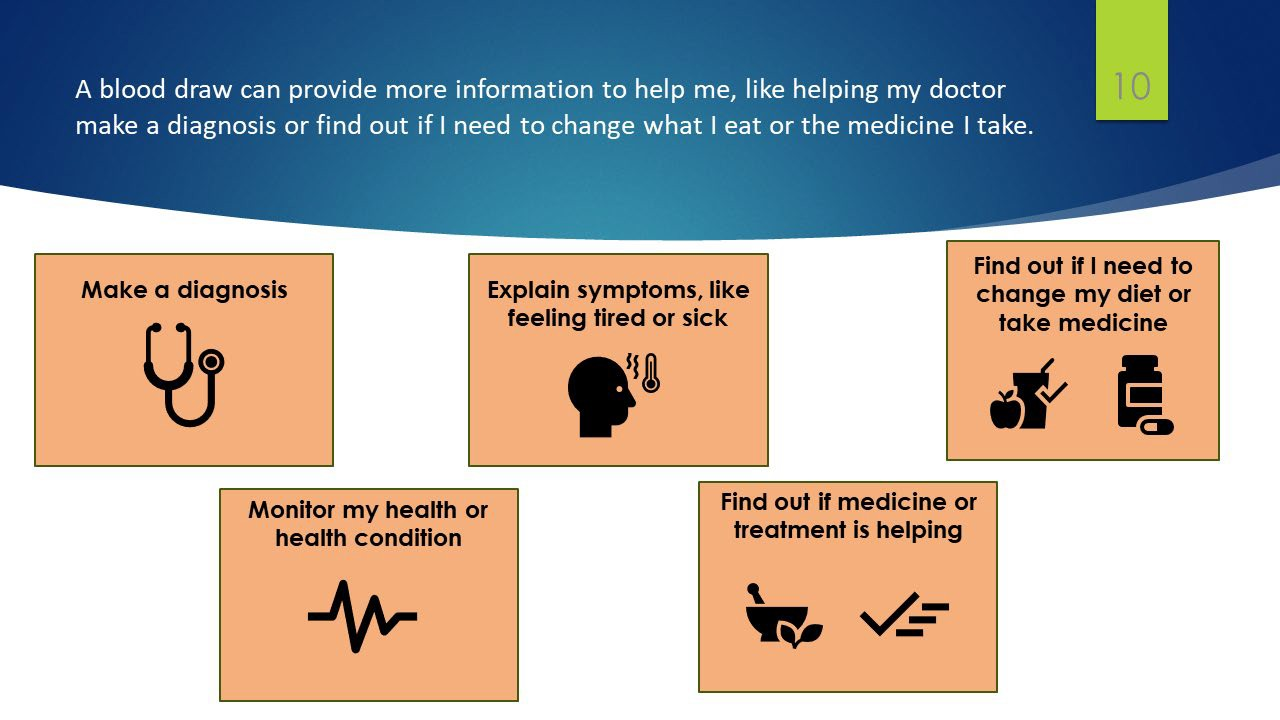 A blood draw can provide more information to help me, like helping my doctor
make a diagnosis or find out if I need to change what I eat or the medicine I take.
10
Make a diagnosis
Explain symptoms, like
feeling tired or sick
Find out if I need to
change my diet or
take medicine
Monitor my health or
health condition
Find out if medicine or
treatment is helping